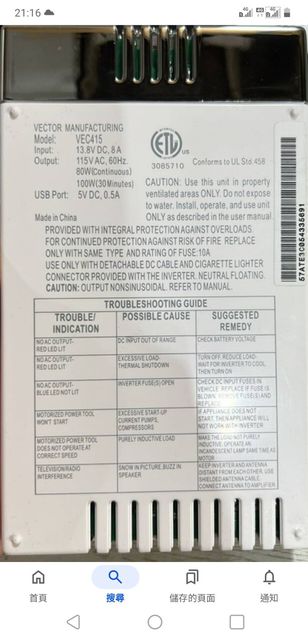 21:16
VECTOR MANUFACTURING
Model: VEC415
Input: 13.8V DC, 8 A
Output: 115V AC, 60Hz.
80W(Continuous)
100W(30 Minutes)
USB Port: 5V DC, 0.5A
Made in China
ETL
US
3085710
Conforms to UL Std.458
CAUTION: Use this unit in property
ventilated areas ONLY. Do not expose
to water. Install, operate, and use unit
ONLY as described in the user manual.
PROVIDED WITH INTEGRAL PROTECTION AGAINST OVERLOADS.
FOR CONTINUED PROTECTION AGAINST RISK OF FIRE REPLACE
ONLY WITH SAME TYPE AND RATING OF FUSE:10A
USE ONLY WITH DETACHABLE DC CABLE AND CIGARETTE LIGHTER
CONNECTOR PROVIDED WITH THE INVERTER. NEUTRAL FLOATING.
CAUTION: OUTPUT NONSINUSOIDAL. REFER TO MANUAL.
TROUBLESHOOTING GUIDE
TROUBLE/
INDICATION
POSSIBLE CAUSE
SUGGESTED
REMEDY
NO AC OUTPUT-
RED LED LIT
DC INPUT OUT OF RANGE
CHECK BATTERY VOLTAGE
NO AC OUTPUT-
RED LED LIT
EXCESSIVE LOAD-
THERMAL SHUTDOWN
TURN OFF. REDUCE LOAD-
WAIT FOR INVERTER TO COOL,
THEN TURN ON
NO AC OUTPUT-
BLUE LED NOT LIT
INVERTER FUSE(S) OPEN
CHECK DC INPUT FUSES IN
VEHICLE. REPLACE IF FUSE IS
BLOWN. REMOVE FUSE(S) AND
REPLACE
MOTORIZED POWER TOOL
WON'T START
EXCESSIVE START-UP
CURRENT PUMPS,
COMPRESSORS
IF APPLIANCE DOES NOT
START, THEN APPLIANCE WILL
NOT WORK WITH INVERTER
MOTORIZED POWER TOOL
DOES NOT OPERATE AT
CORRECT SPEED
PURELY INDUCTIVE LOAD
MAKE THE LOAD NOT PURELY
INDUCTIVE. OPERATE AN
INCANDESCENT LAMP SAME TIME AS
MOTOR
TELEVISION/RADIO
INTERFERENCE
SNOW IN PICTURE. BUZZ IN
SPEAKER
KEEP INVERTER AND ANTENNA
DISTANT FROM EACH OTHER. USE
SHIELDED ANTENNA CABLE.
CONNECT ANTENNA TO AMPLIFIER
首頁
搜尋
儲存的頁面
通知